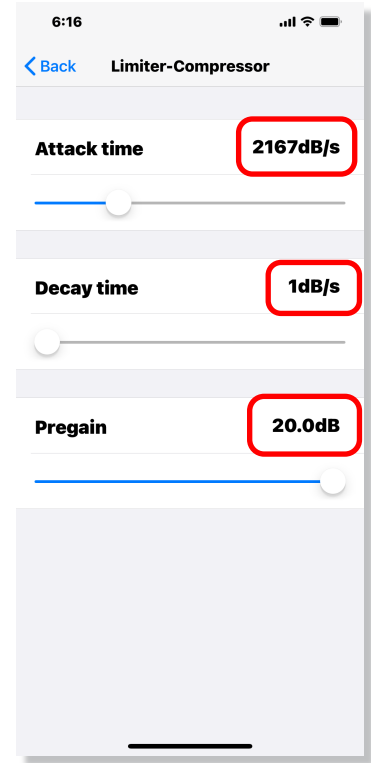 6:16
Back Limiter-Compressor
Attack time 2167dB/s
Decay time 1dB/s
Pregain 20.0dB